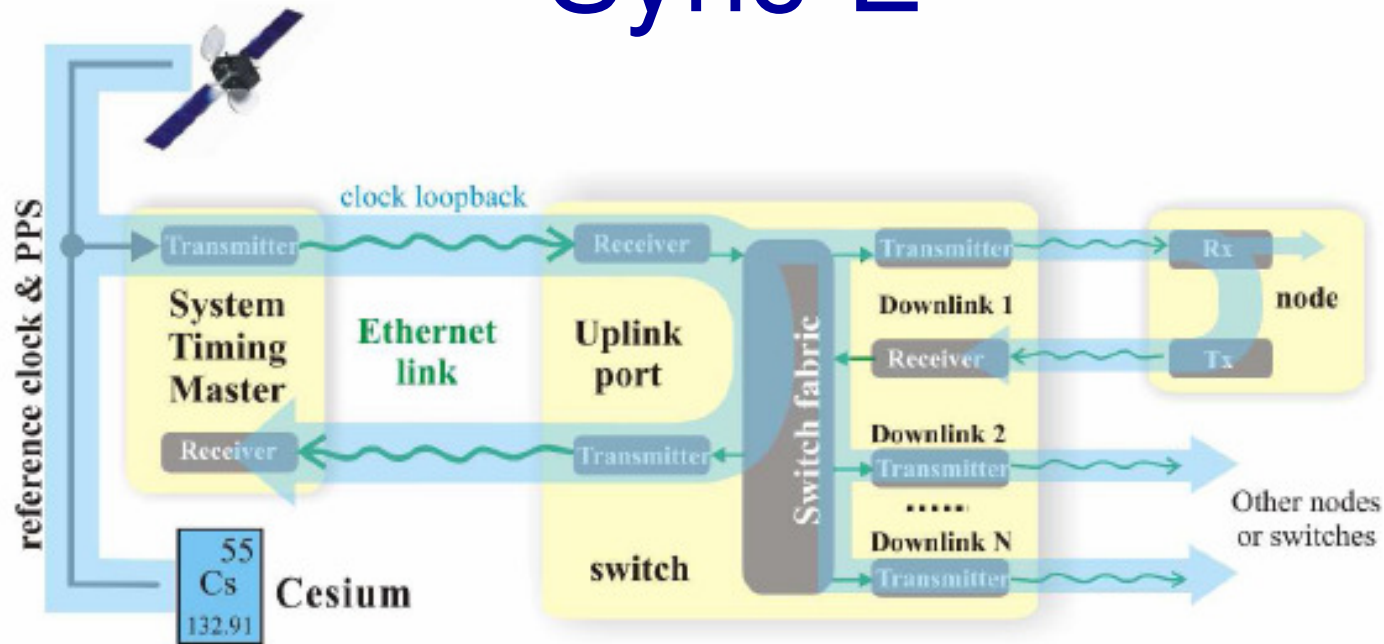 Sync-E
reference clock & PPS
clock loopback
Transmitter
System
Timing
Master
Receiver
Ethernet
link
Receiver
Uplink
port
Transmitter
switch
Switch fabric
Transmitter
Downlink 1
Receiver
Downlink 2
Transmitter
.....
Downlink N
Transmitter
Rx
node
Tx
Other nodes
or switches
55
Cs
132.91
Cesium